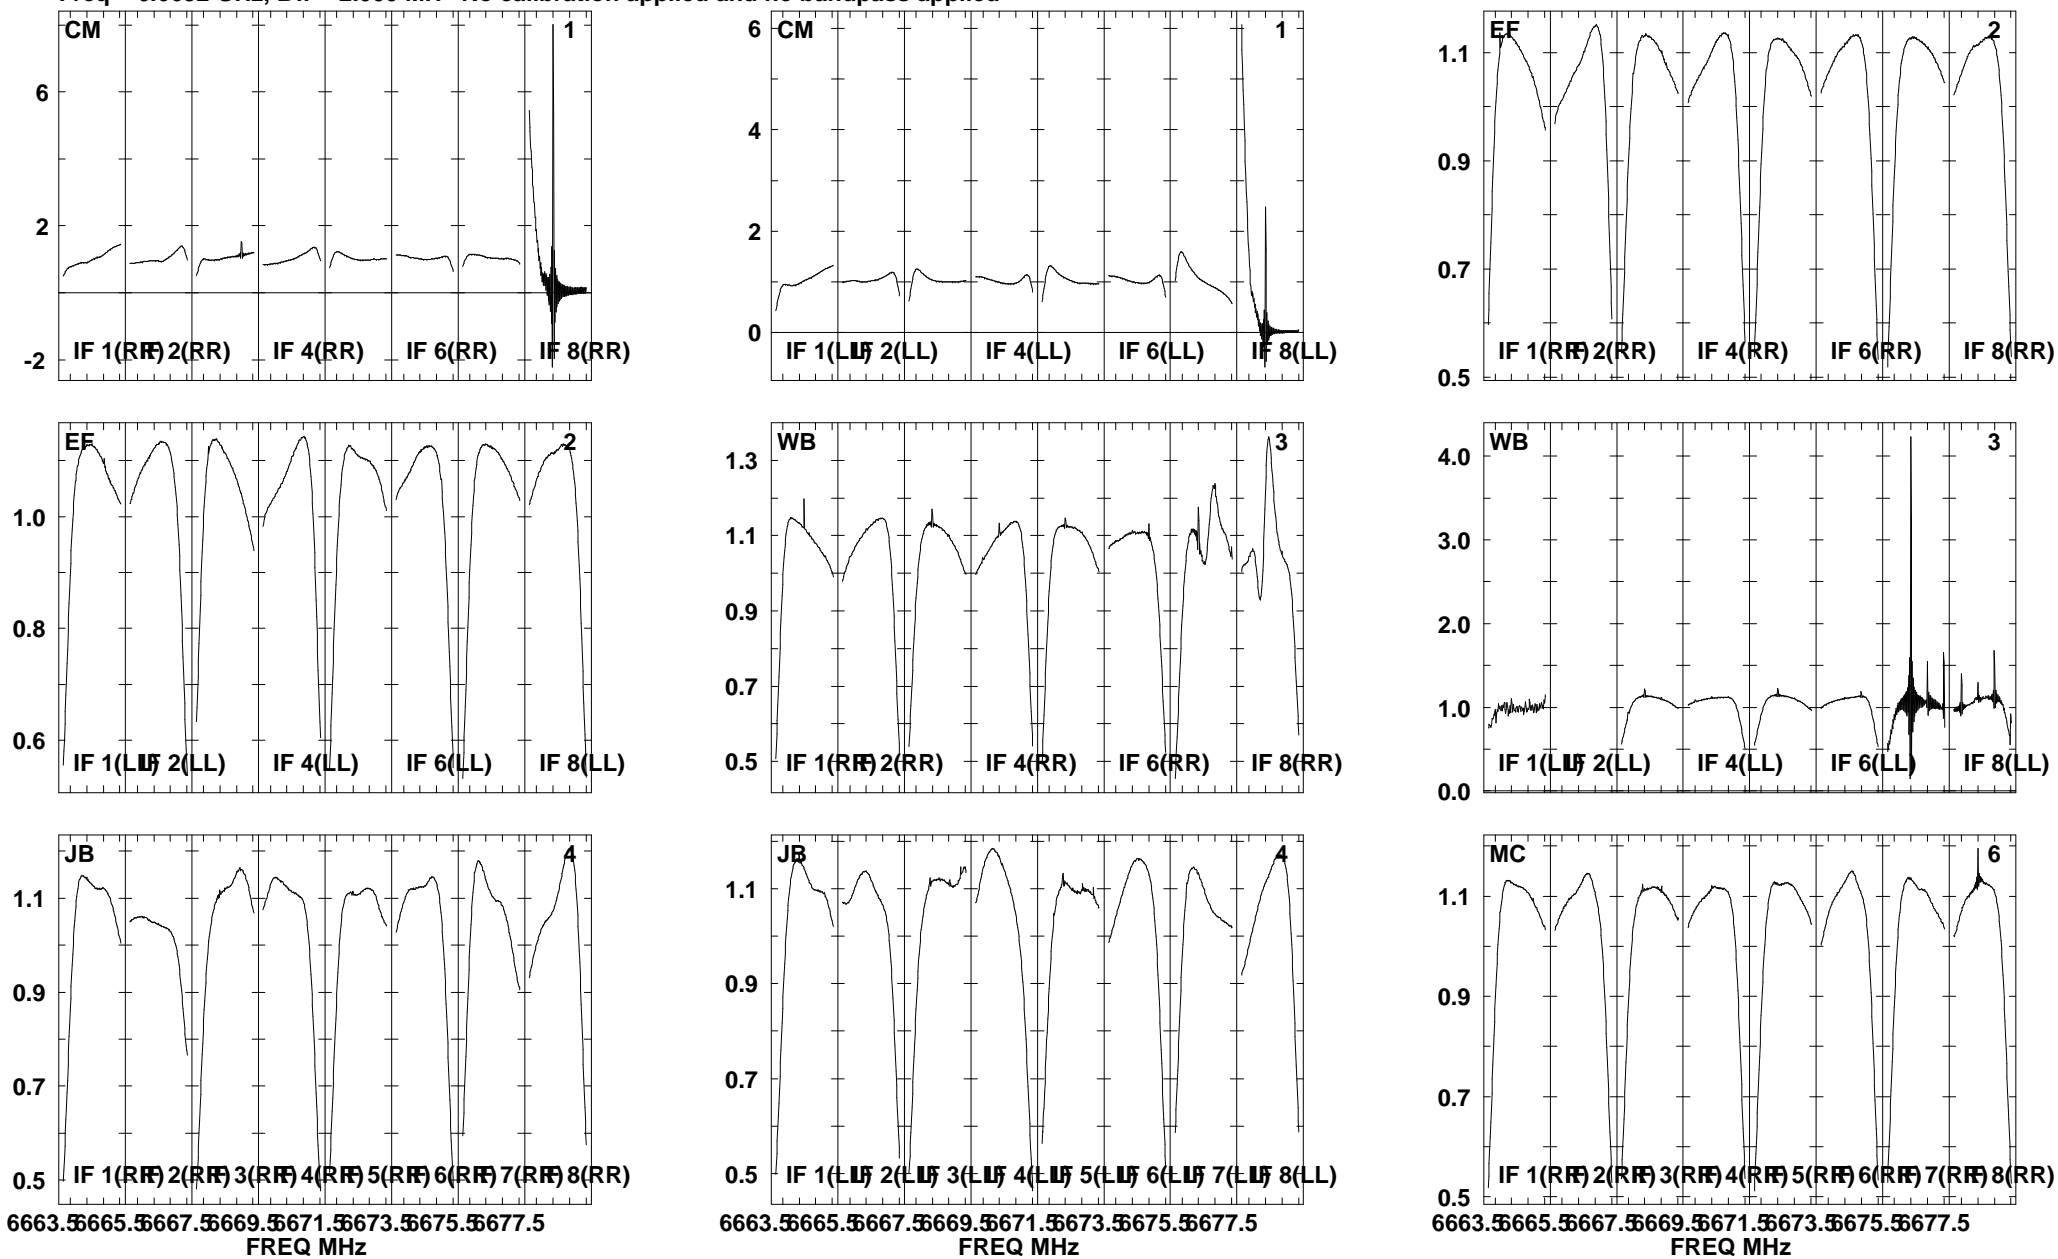 CM 1
6
2
-2
IF 1(RR) IF 2(RR) IF 4(RR) IF 6(RR) IF 8(RR)
CM 1
6
4
2
0
IF 1(LL) IF 2(LL) IF 4(LL) IF 6(LL) IF 8(LL)
EF 2
1.1
0.9
0.7
0.5
IF 1(RR) IF 2(RR) IF 4(RR) IF 6(RR) IF 8(RR)
EF 2
1.0
0.8
0.6
IF 1(LL) IF 2(LL) IF 4(LL) IF 6(LL) IF 8(LL)
WB 3
1.3
1.1
0.9
0.7
0.5
IF 1(RR) IF 2(RR) IF 4(RR) IF 6(RR) IF 8(RR)
WB 3
4.0
3.0
2.0
1.0
0.0
IF 1(LL) IF 2(LL) IF 4(LL) IF 6(LL) IF 8(LL)
JB 4
1.1
0.9
0.7
0.5
IF 1(RR) IF 2(RR) IF 3(RR) IF 4(RR) IF 5(RR) IF 6(RR) IF 7(RR) IF 8(RR)
6663.5 6665.5 6667.5 6669.5 6671.5 6673.5 6675.5 6677.5
FREQ MHz
JB 4
1.1
0.9
0.7
0.5
IF 1(LL) IF 2(LL) IF 3(LL) IF 4(LL) IF 5(LL) IF 6(LL) IF 7(LL) IF 8(LL)
6663.5 6665.5 6667.5 6669.5 6671.5 6673.5 6675.5 6677.5
FREQ MHz
MC 6
1.1
0.9
0.7
0.5
IF 1(RR) IF 2(RR) IF 3(RR) IF 4(RR) IF 5(RR) IF 6(RR) IF 7(RR) IF 8(RR)
6663.5 6665.5 6667.5 6669.5 6671.5 6673.5 6675.5 6677.5
FREQ MHz